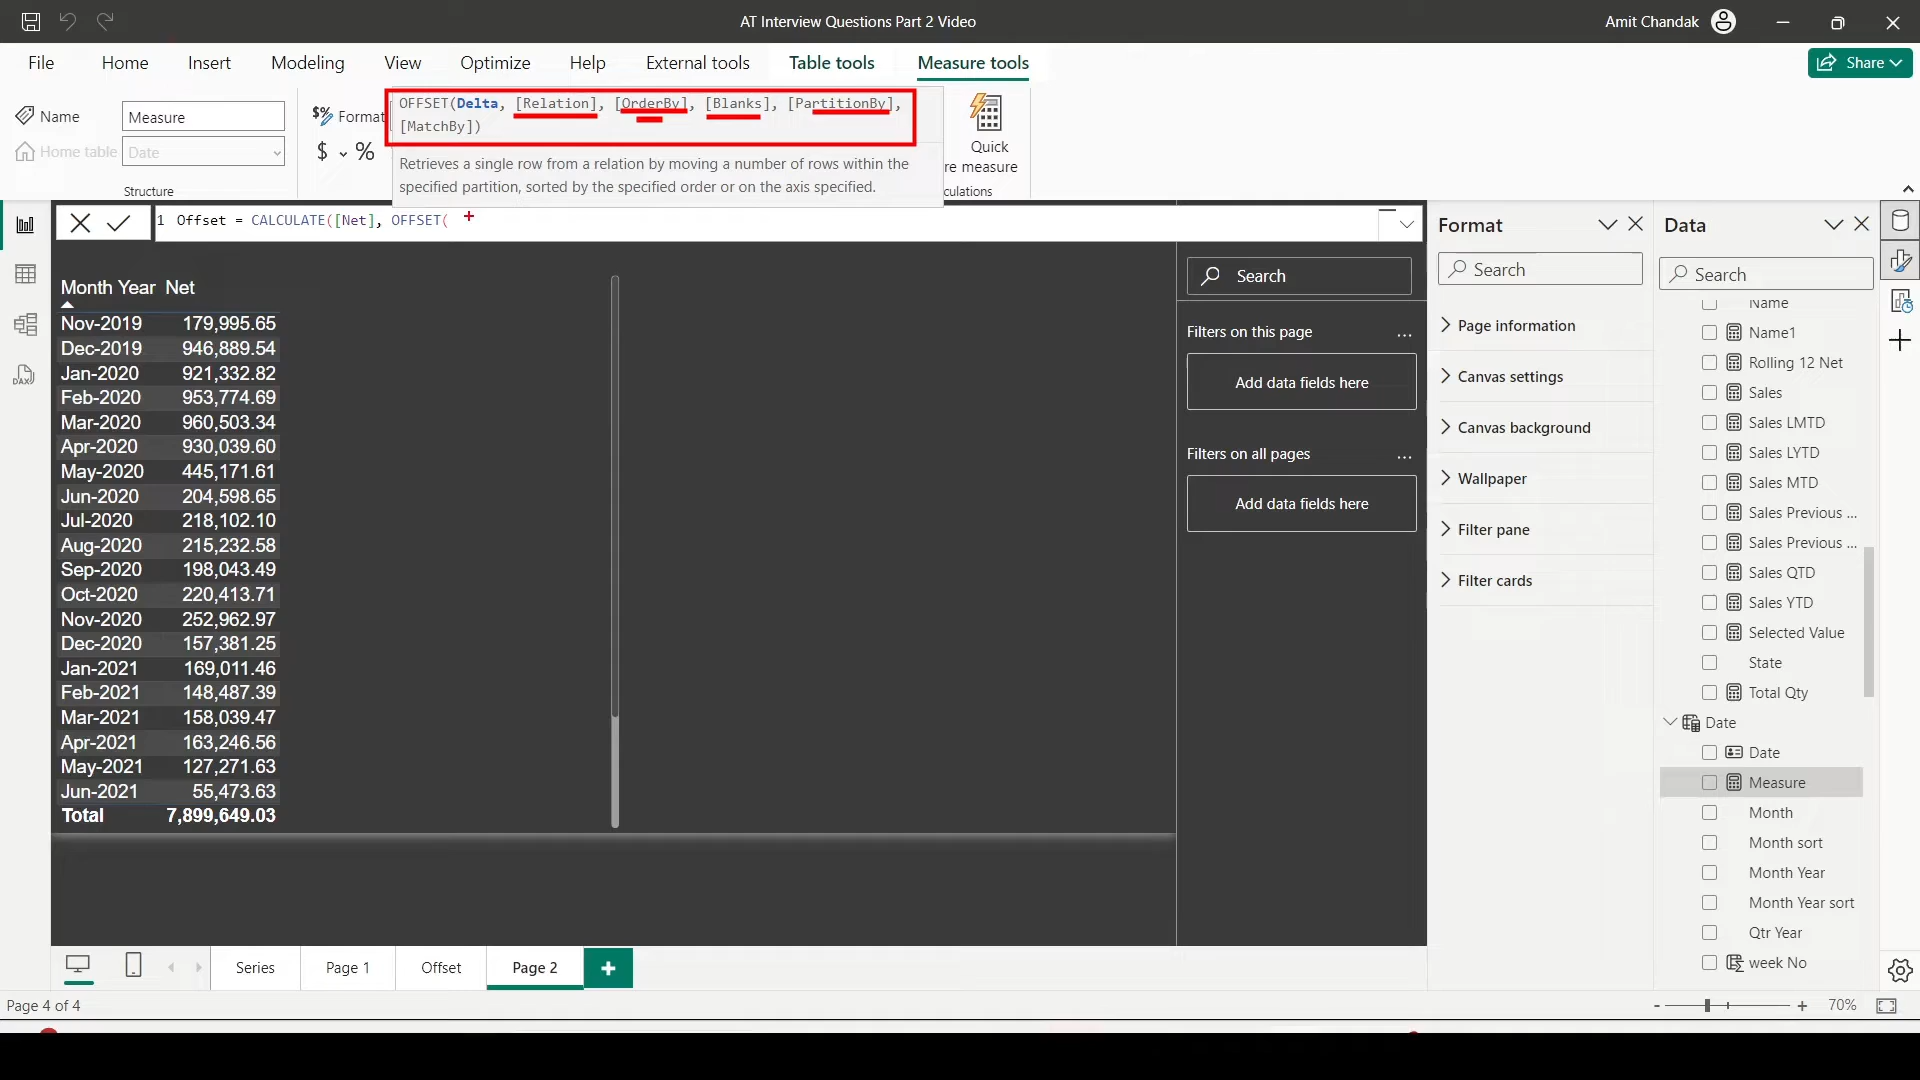 AT Interview Questions Part 2 Video
Amit Chandak
File Home Insert Modeling View Optimize Help External tools Table tools Measure tools
Share
Name
Measure
Home table
Date
Structure
Format
$ %
OFFSET(Delta, [Relation], [OrderBy], [Blanks], [PartitionBy],
[MatchBy])
Retrieves a single row from a relation by moving a number of rows within the
specified partition, sorted by the specified order or on the axis specified.
Quick
re measure
culations
1 Offset = CALCULATE([Net], OFFSET(
Month Year Net
Nov-2019 179,995.65
Dec-2019 946,889.54
Jan-2020 921,332.82
Feb-2020 953,774.69
Mar-2020 960,503.34
Apr-2020 930,039.60
May-2020 445,171.61
Jun-2020 204,598.65
Jul-2020 218,102.10
Aug-2020 215,232.58
Sep-2020 198,043.49
Oct-2020 220,413.71
Nov-2020 252,962.97
Dec-2020 157,381.25
Jan-2021 169,011.46
Feb-2021 148,487.39
Mar-2021 158,039.47
Apr-2021 163,246.56
May-2021 127,271.63
Jun-2021 55,473.63
Total 7,899,649.03
Search
Filters on this page ...
Add data fields here
Filters on all pages ...
Add data fields here
Format
Search
Page information
Canvas settings
Canvas background
Wallpaper
Filter pane
Filter cards
Data
Search
Name
Name1
Rolling 12 Net
Sales
Sales LMTD
Sales LYTD
Sales MTD
Sales Previous ...
Sales Previous ...
Sales QTD
Sales YTD
Selected Value
State
Total Qty
Date
Date
Measure
Month
Month sort
Month Year
Month Year sort
Qtr Year
week No
DAX
Series Page 1 Offset Page 2 +
Page 4 of 4
- + 70%